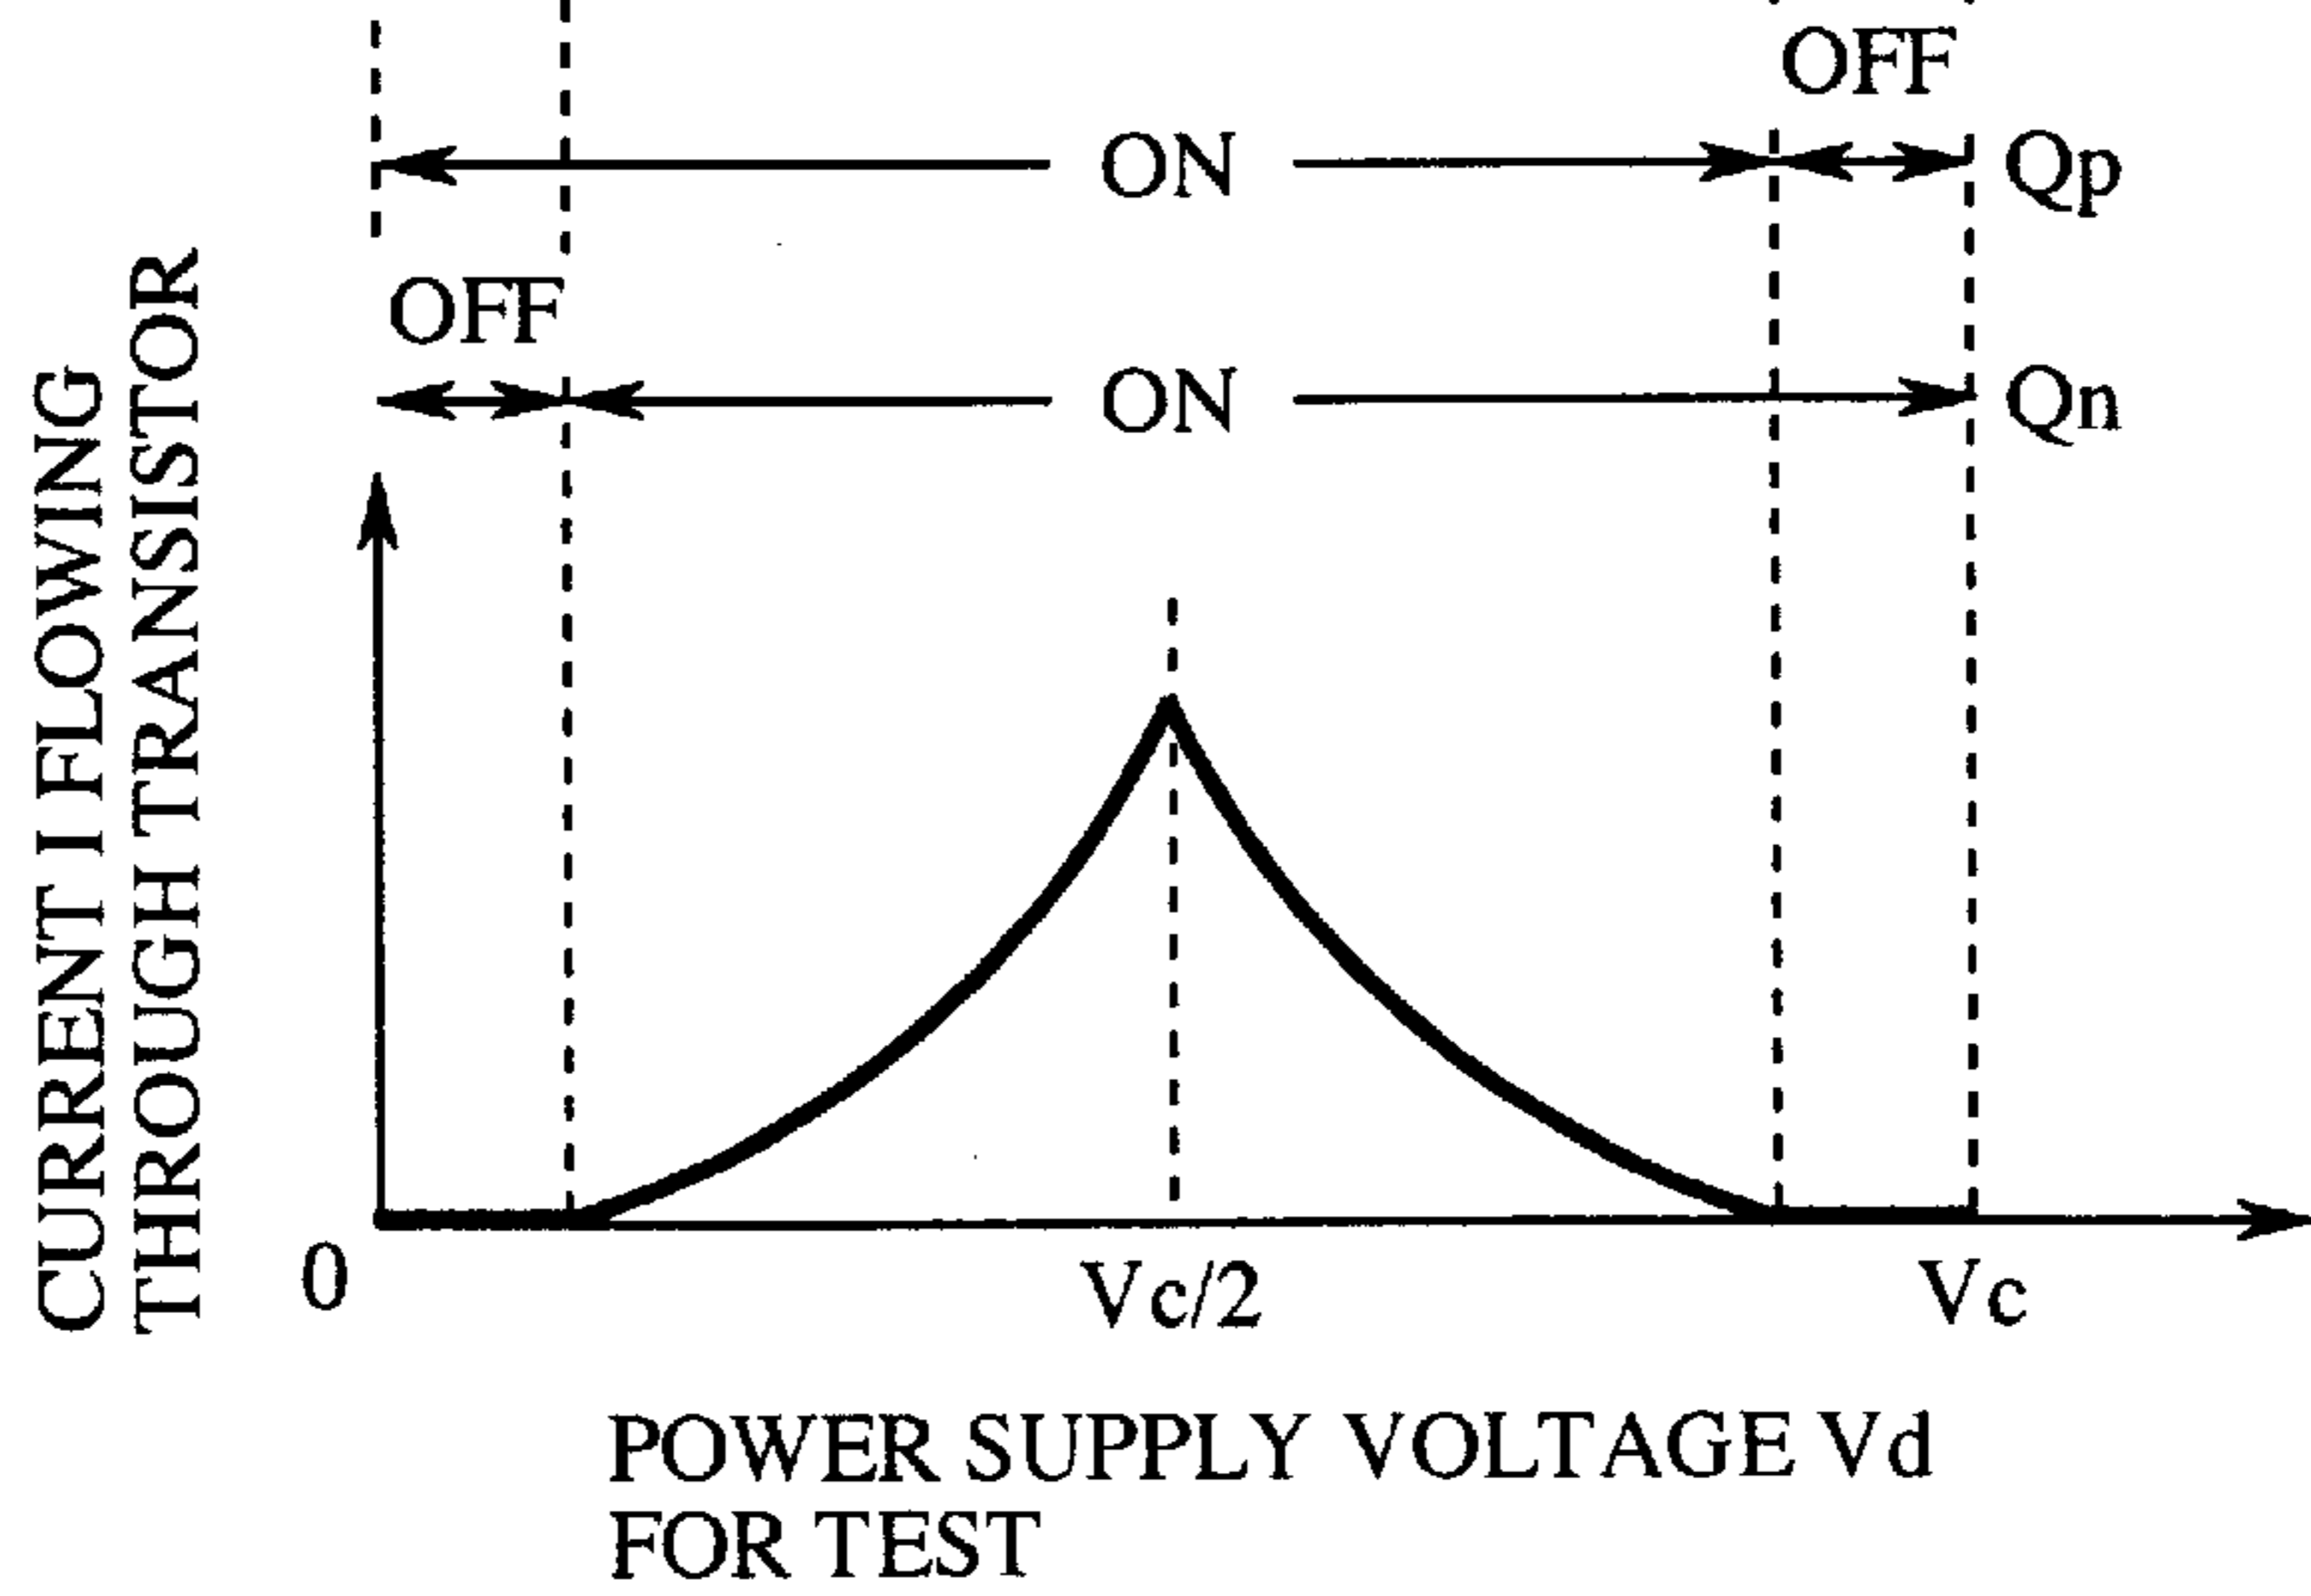 OFF
ON Qp
OFF
ON Qn
CURRENT I FLOWING
THROUGH TRANSISTOR
0 Vc/2 Vc
POWER SUPPLY VOLTAGE Vd
FOR TEST